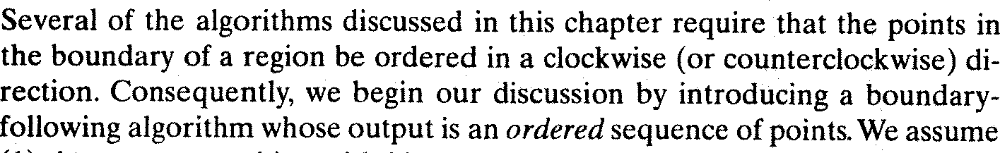 Several of the algorithms discussed in this chapter require that the points in
the boundary of a region be ordered in a clockwise (or counterclockwise) di-
rection. Consequently, we begin our discussion by introducing a boundary-
following algorithm whose output is an ordered sequence of points. We assume